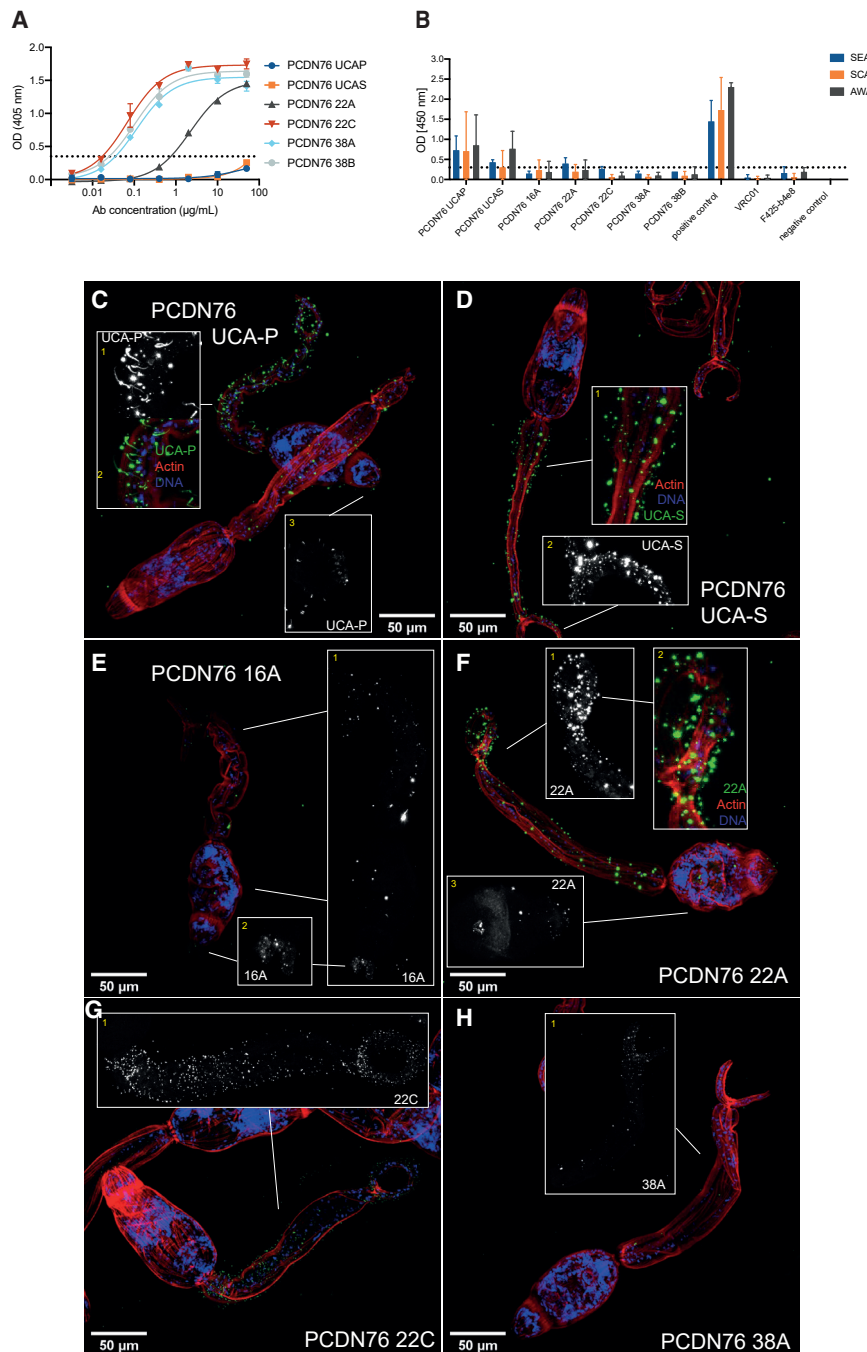 A
B
OD (405 nm)
2.0
1.5
1.0
0.5
0.0
0.01
0.1
1
10
100
Ab concentration (µg/mL)
PCDN76 UCAP
PCDN76 UCAS
PCDN76 22A
PCDN76 22C
PCDN76 38A
PCDN76 38B
OD [450 nm]
3.0
2.5
2.0
1.5
1.0
0.5
0.0
PCDN76 UCAP
PCDN76 UCAS
PCDN76 16A
PCDN76 22A
PCDN76 22C
PCDN76 38A
PCDN76 38B
positive control
VRC01
F425-b4e8
negative control
SEA
SCA
AWA
C
PCDN76
UCA-P
UCA-P
1
2
UCA-P
Actin
DNA
3
UCA-P
50 µm
D
1
Actin
DNA
UCA-S
2
UCA-S
PCDN76
UCA-S
50 µm
E
PCDN76 16A
1
2
16A
16A
50 µm
F
1
22A
2
22A
Actin
DNA
3
22A
50 µm
PCDN76 22A
G
1
22C
50 µm
PCDN76 22C
H
1
38A
50 µm
PCDN76 38A